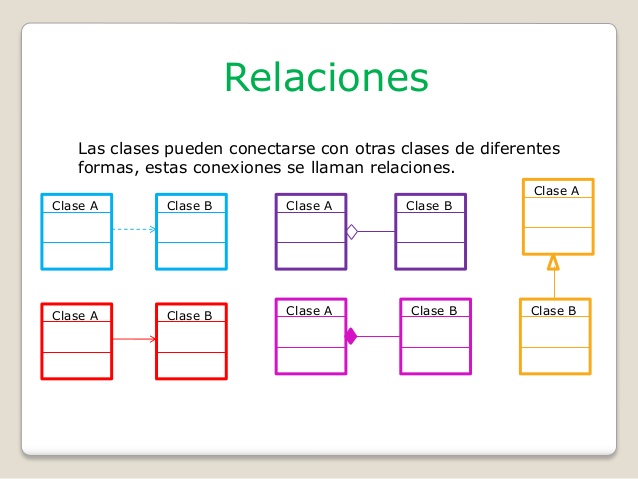 Relaciones
Las clases pueden conectarse con otras clases de diferentes
formas, estas conexiones se llaman relaciones.
Clase A
Clase B
Clase A
Clase B
Clase A
Clase A
Clase B
Clase A
Clase B
Clase B